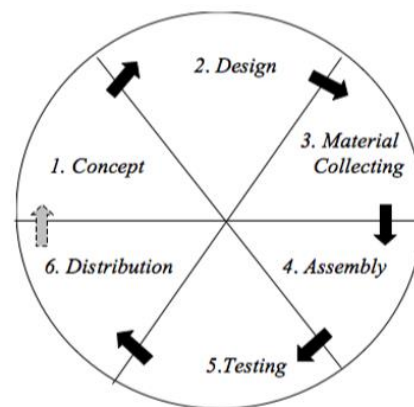 1. Concept
2. Design
3. Material
Collecting
4. Assembly
5.Testing
6. Distribution